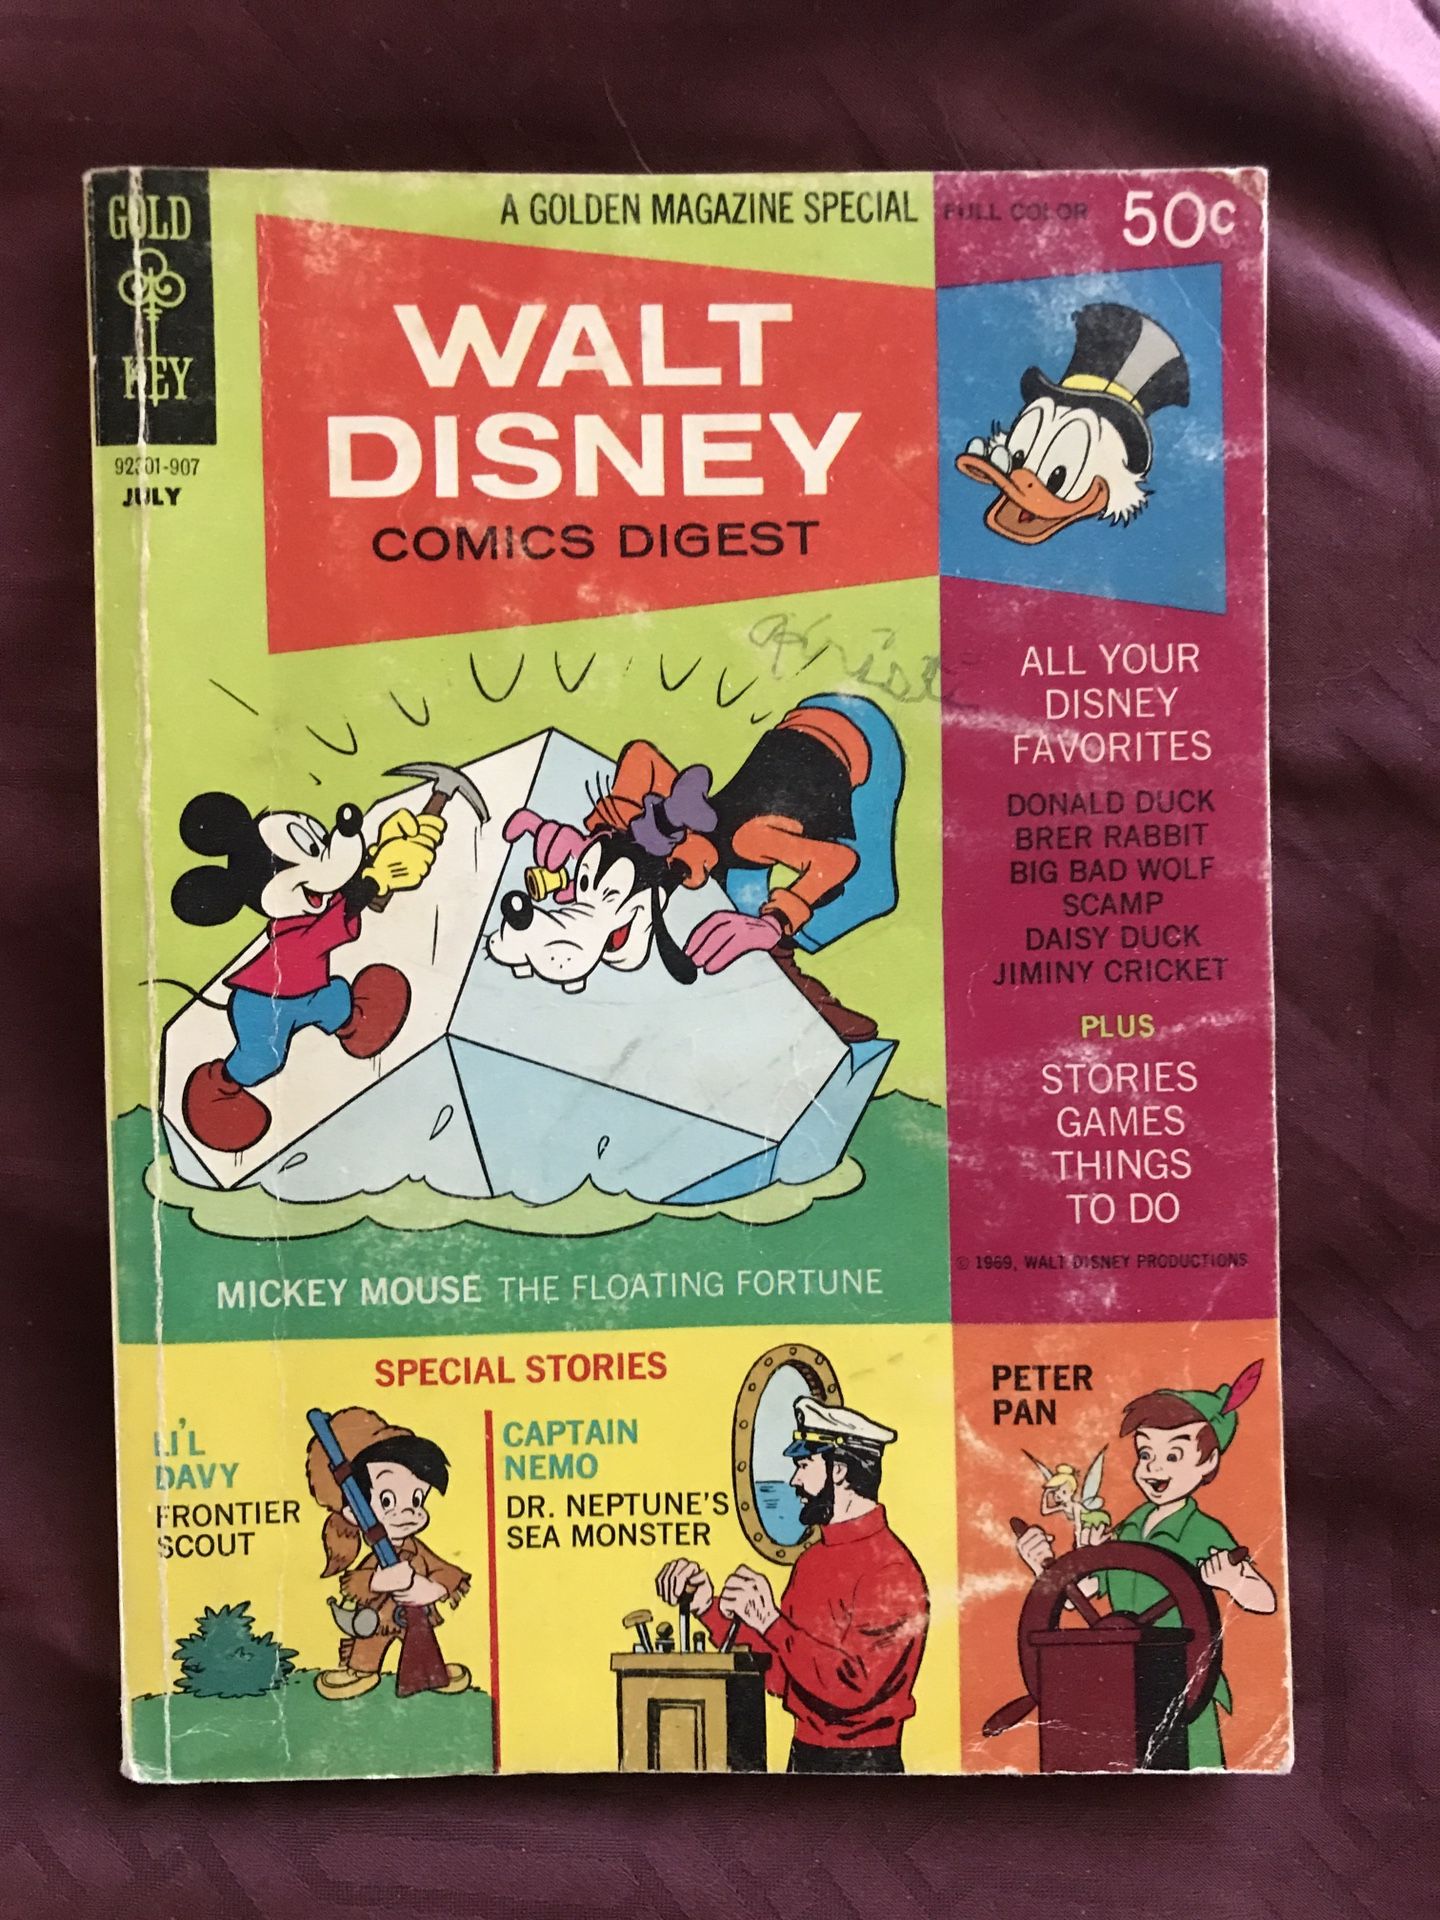 GOLD
KEY
92301-907
JULY
A GOLDEN MAGAZINE SPECIAL
FULL COLOR
50c
WALT
DISNEY
COMICS DIGEST
Kristi
ALL YOUR
DISNEY
FAVORITES
DONALD DUCK
BRER RABBIT
BIG BAD WOLF
SCAMP
DAISY DUCK
JIMINY CRICKET
PLUS
STORIES
GAMES
THINGS
TO DO
© 1969, WALT DISNEY PRODUCTIONS
MICKEY MOUSE THE FLOATING FORTUNE
SPECIAL STORIES
LI'L
DAVY
FRONTIER
SCOUT
CAPTAIN
NEMO
DR. NEPTUNE'S
SEA MONSTER
PETER
PAN